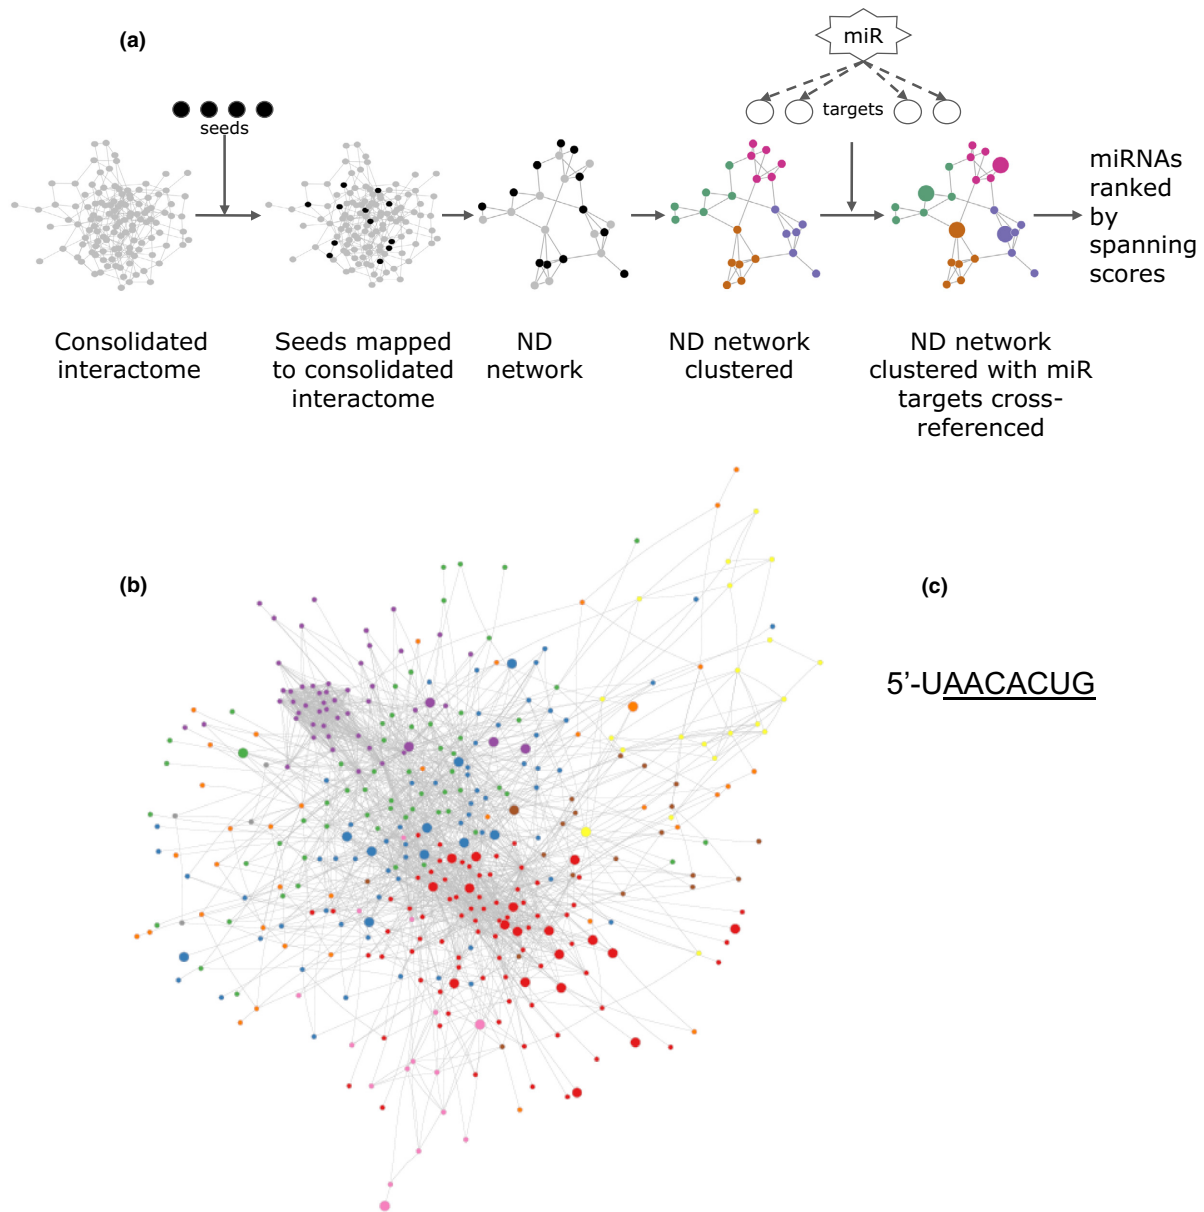 (a)
miR
seeds
targets
miRNAs
ranked
by
spanning
scores
Consolidated
interactome
Seeds mapped
to consolidated
interactome
ND
network
ND network
clustered
ND network
clustered with miR
targets cross-
referenced
(b)
(c)
5’-UAACACUG